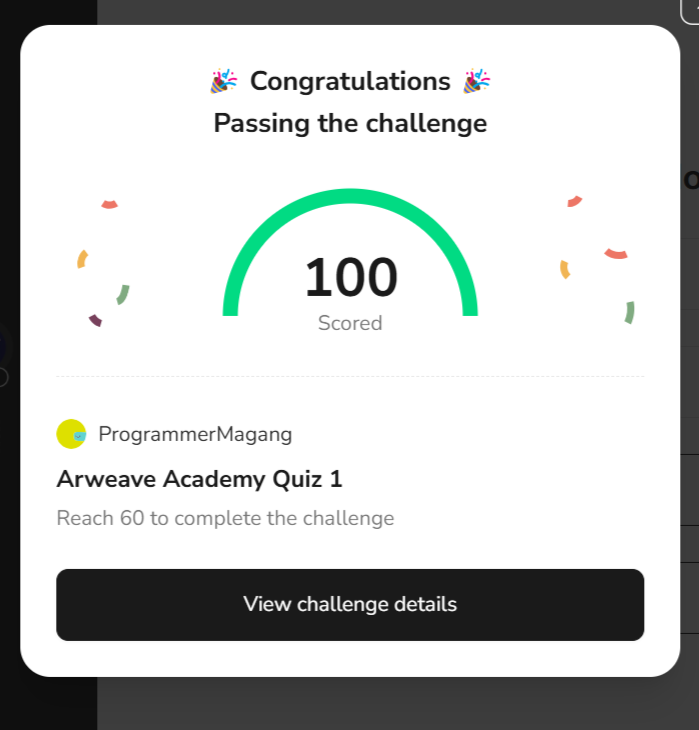 🎉 Congratulations 🎉
Passing the challenge
100
Scored
ProgrammerMagang
Arweave Academy Quiz 1
Reach 60 to complete the challenge
View challenge details